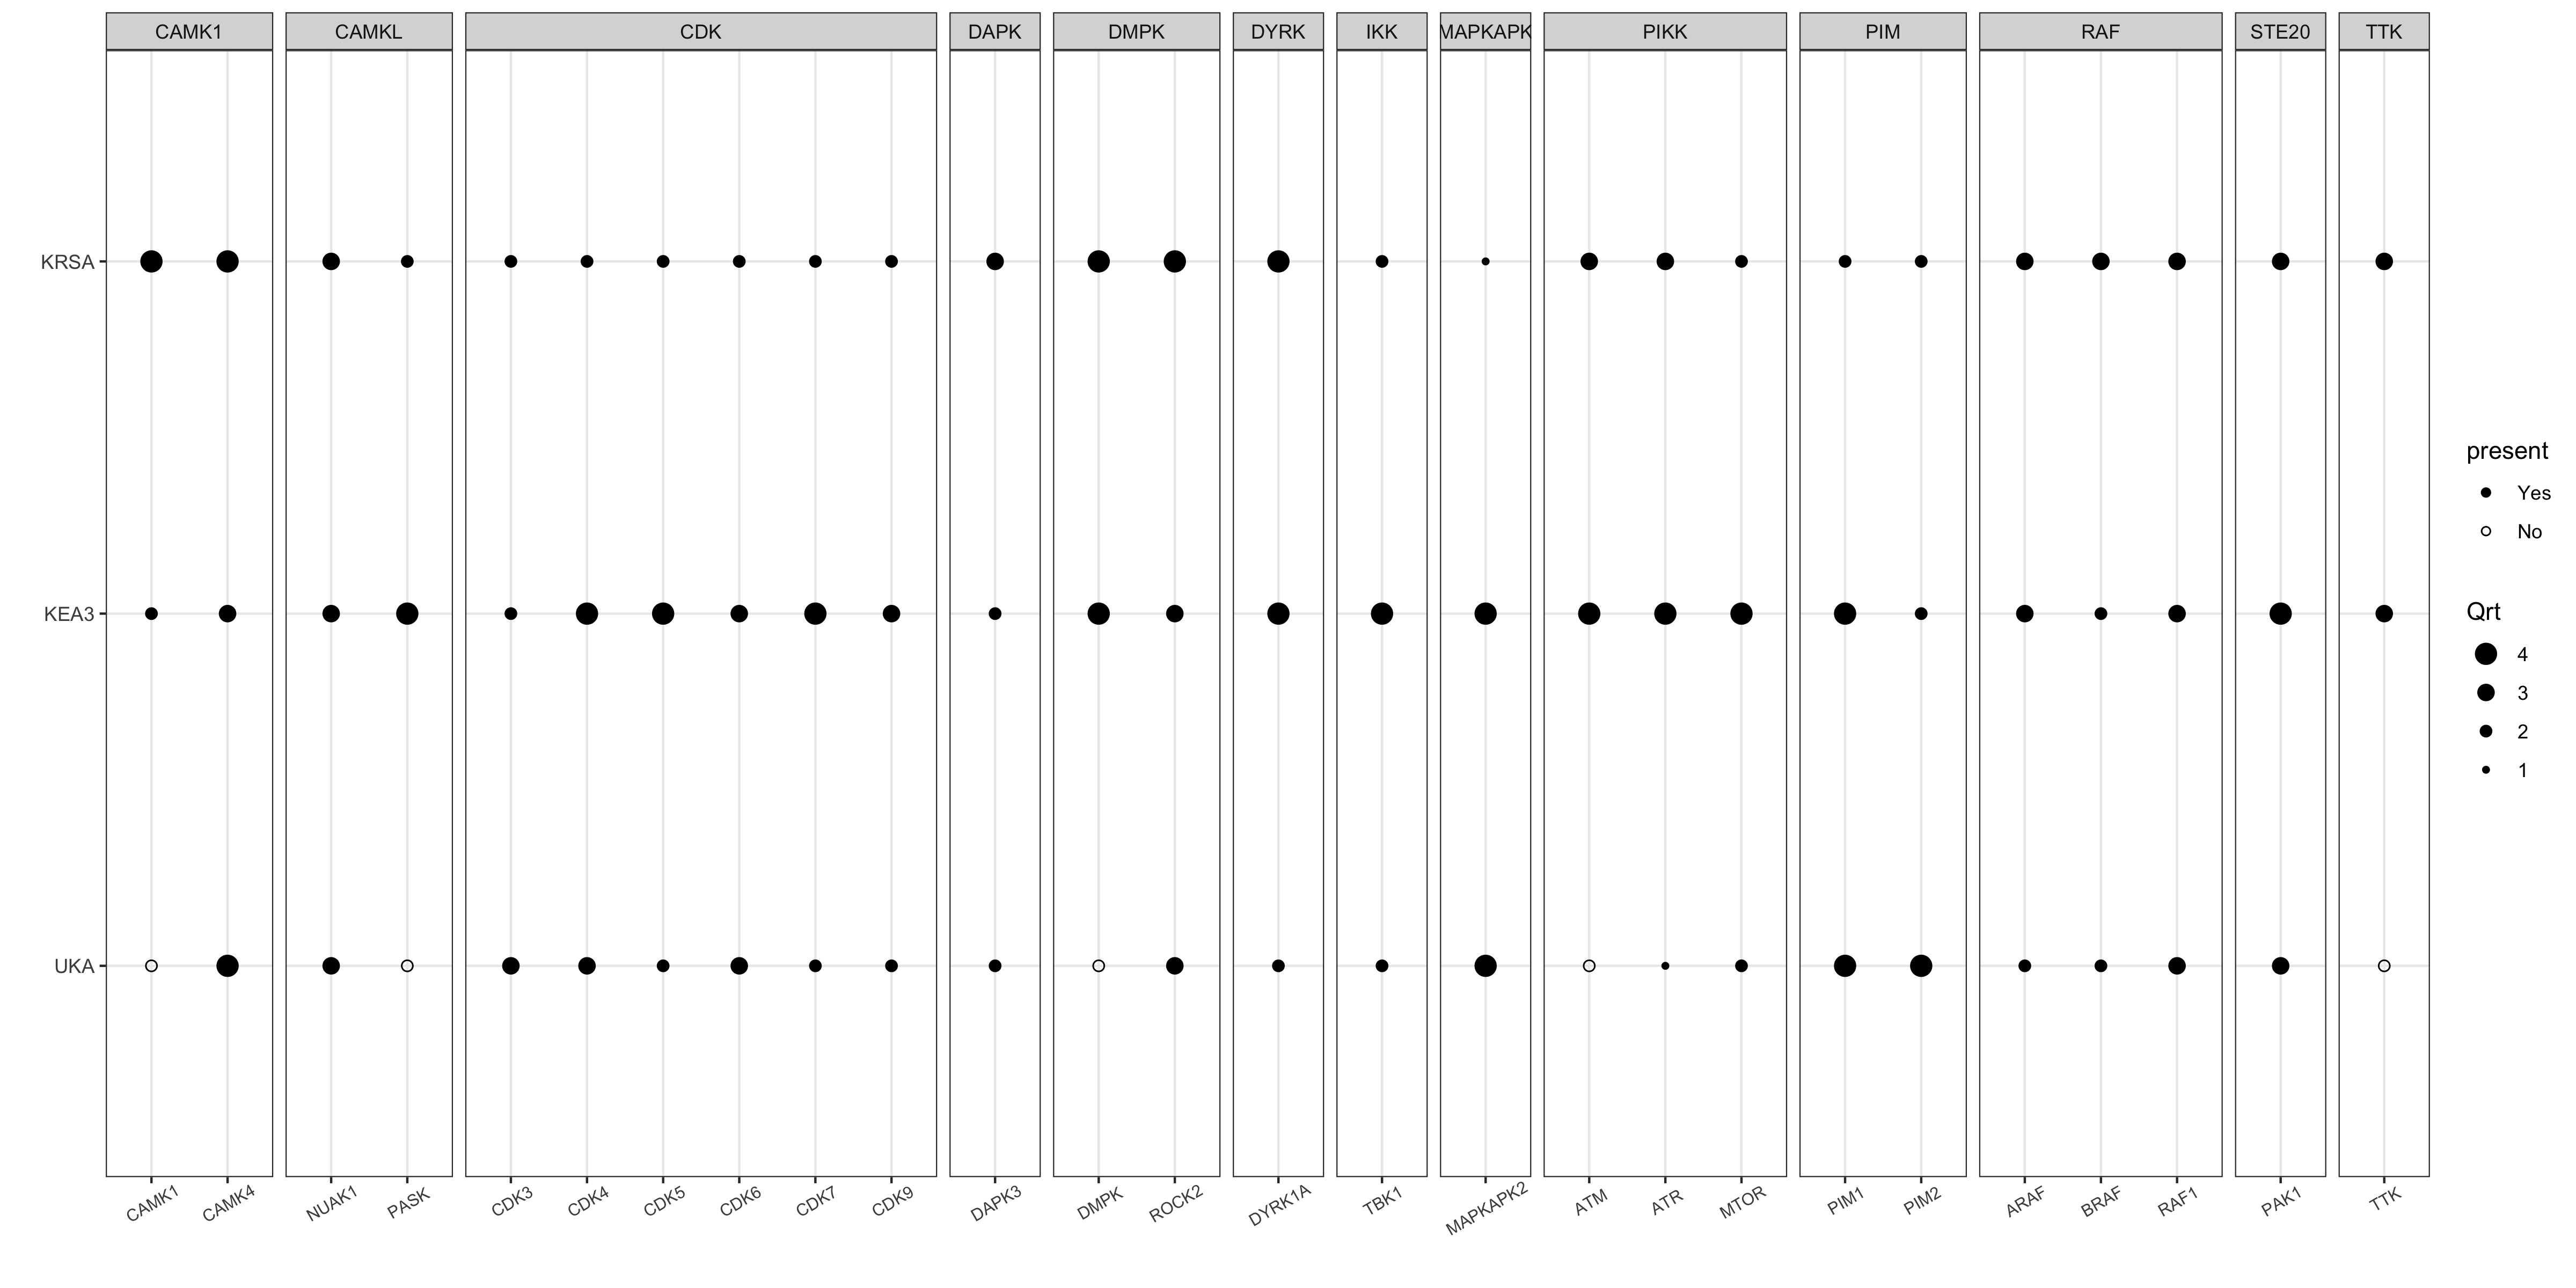 CAMK1 CAMKL CDK DAPK DMPK DYRK IKK MAPKAPK PIKK PIM RAF STE20 TTK
KRSA
KEA3
UKA
CAMK1 CAMK4 NUAK1 PASK CDK3 CDK4 CDK5 CDK6 CDK7 CDK9 DAPK3 DMPK ROCK2 DYRK1A TBK1 MAPKAPK2 ATM ATR MTOR PIM1 PIM2 ARAF BRAF RAF1 PAK1 TTK
present
Yes
No
Qrt
4
3
2
1